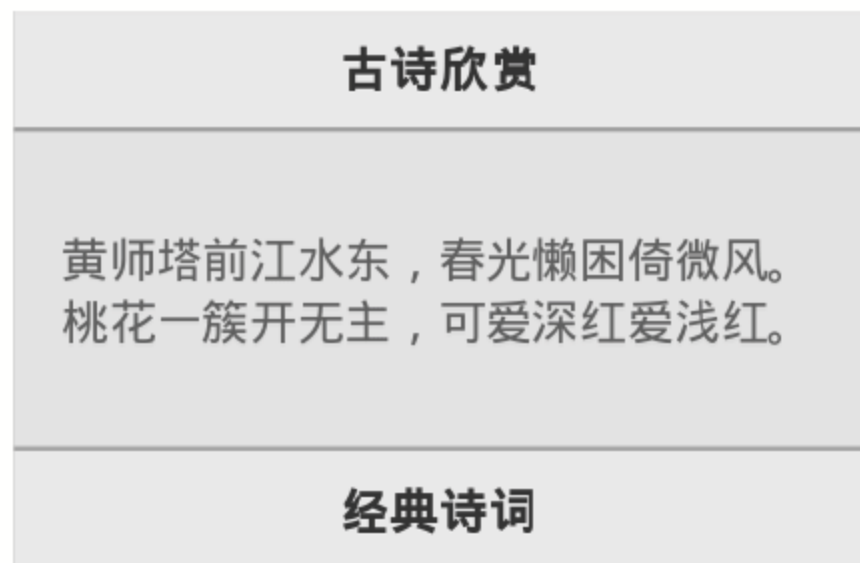 古诗欣赏
黄师塔前江水东，春光懒困倚微风。
桃花一簇开无主，可爱深红爱浅红。
经典诗词